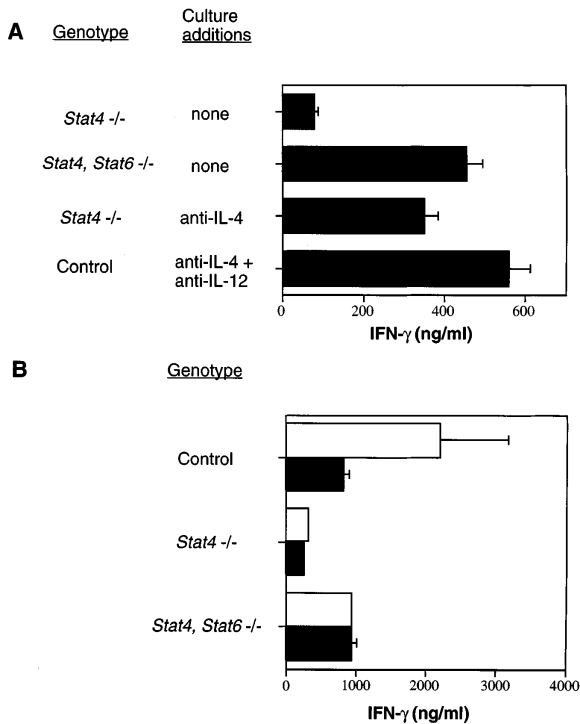 A
Genotype
Culture
additions
Stat4 -/-
none
Stat4, Stat6 -/-
none
Stat4 -/-
anti-IL-4
Control
anti-IL-4 +
anti-IL-12
0 200 400 600
IFN-γ (ng/ml)
B
Genotype
Control
Stat4 -/-
Stat4, Stat6 -/-
0 1000 2000 3000 4000
IFN-γ (ng/ml)